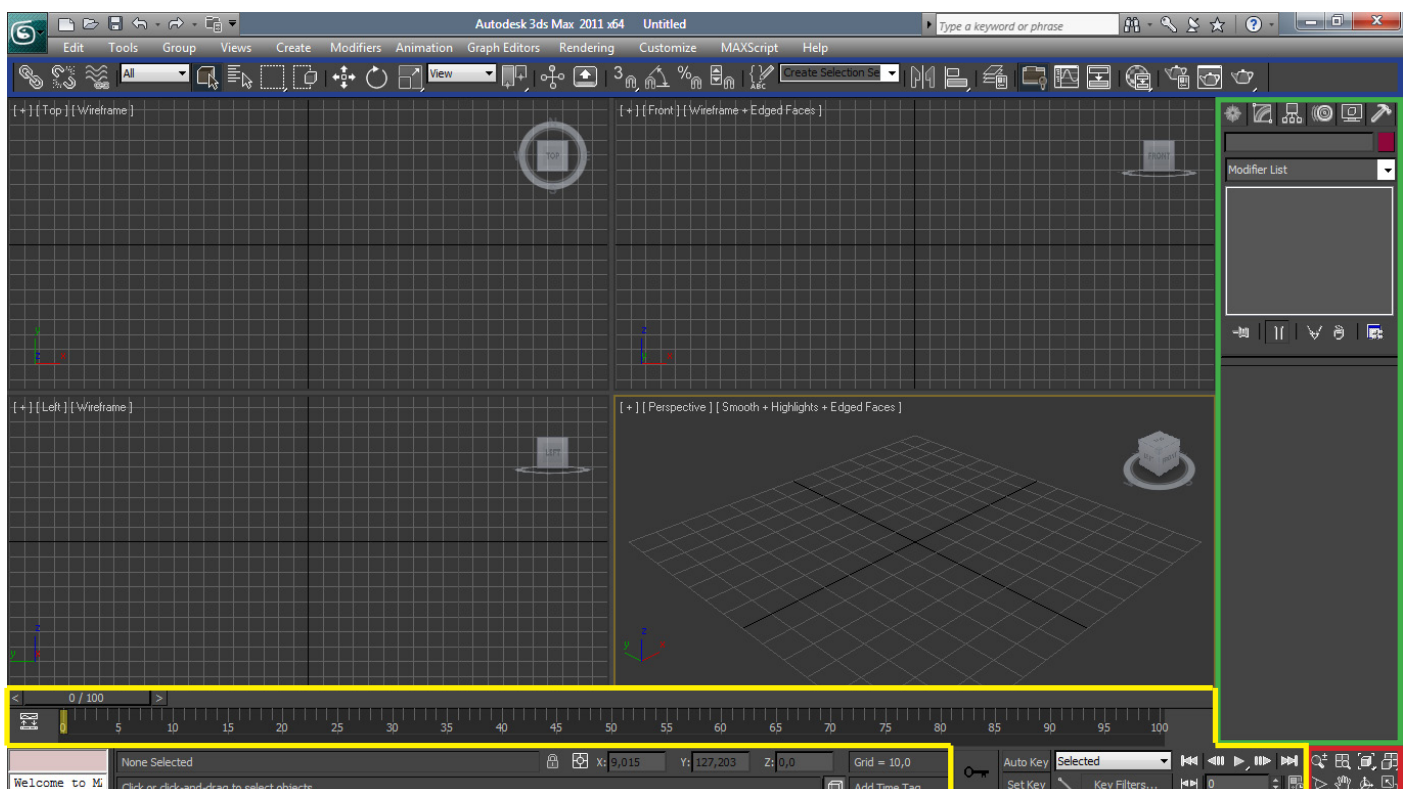 Autodesk 3ds Max 2011 x64 Untitled
Type a keyword or phrase
Edit Tools Group Views Create Modifiers Animation Graph Editors Rendering Customize MAXScript Help
All View 3 % ABC Create Selection Se
[ + ] [ Top ] [ Wireframe ]
TOP
[ + ] [ Front ] [ Wireframe + Edged Faces ]
FRONT
Modifier List
y
z x
z
y x
[ + ] [ Left ] [ Wireframe ]
LEFT
[ + ] [ Perspective ] [ Smooth + Highlights + Edged Faces ]
z
y x
z
y x
< 0 / 100 >
0 5 10 15 20 25 30 35 40 45 50 55 60 65 70 75 80 85 90 95 100
None Selected X: 9,015 Y: 127,203 Z: 0,0 Grid = 10,0 Auto Key Selected
Welcome to Click or click-and-drag to select objects Add Time Tag Set Key Key Filters... 0